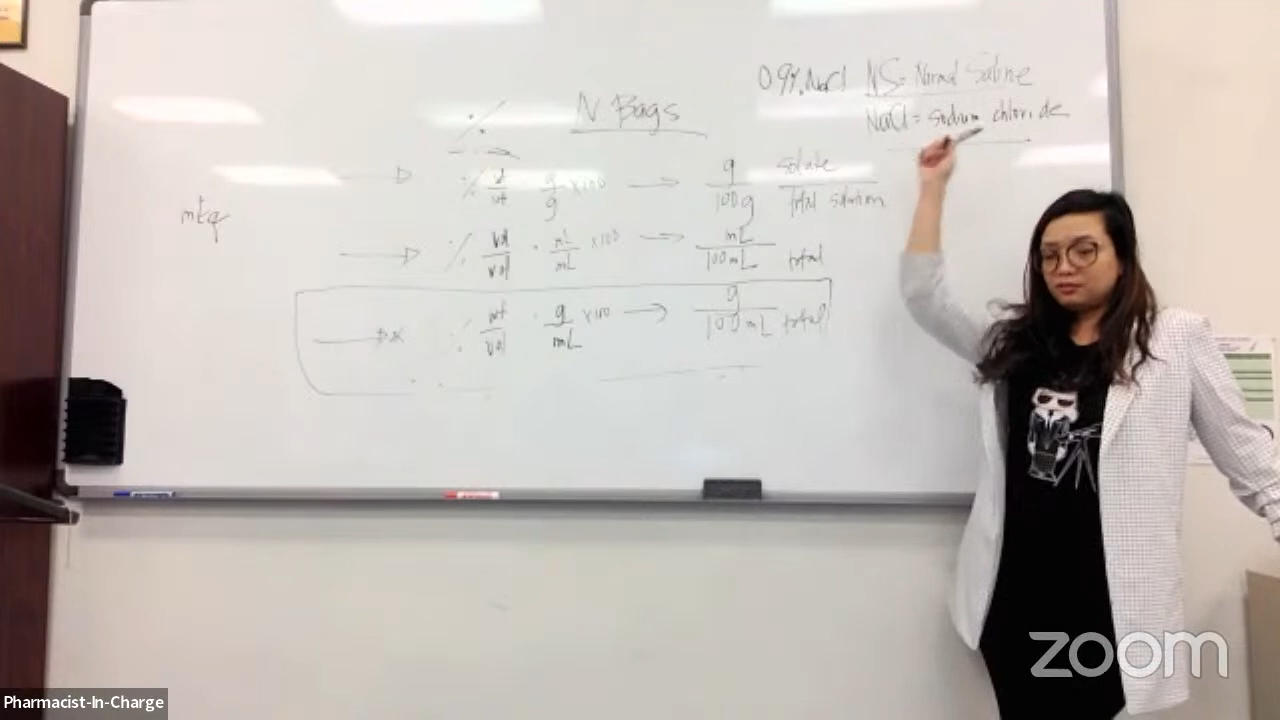 0.9% NaCl NS = Normal Saline
NaCl = sodium chloride
% IV Bags
% wt/wt g/g x100 → g/100g solute/total solution
mEq
% vol/vol = mL/mL x100 → mL/100mL total
% wt/vol = g/mL x100 → g/100mL total
zoom
Pharmacist-In-Charge